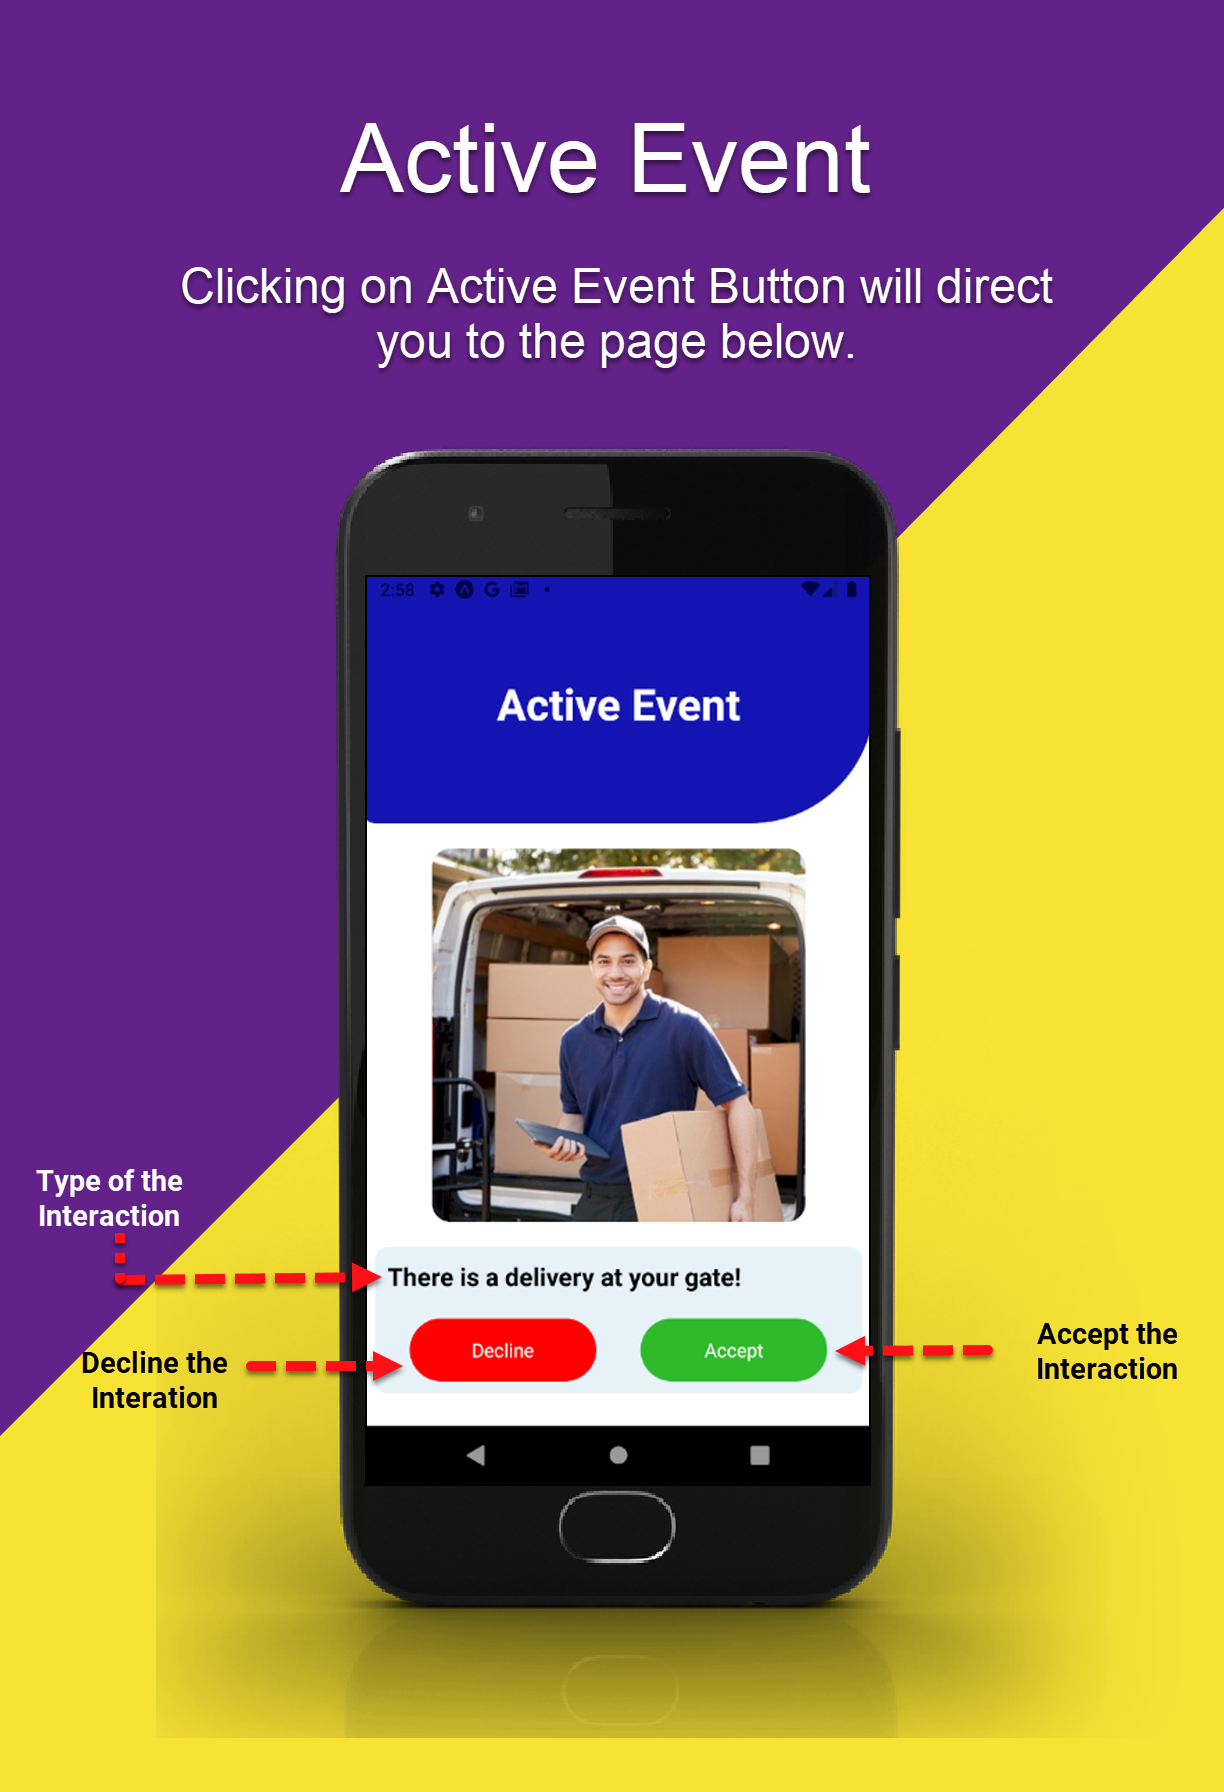 Active Event
Clicking on Active Event Button will direct
you to the page below.
2:58
Active Event
Type of the
Interaction
There is a delivery at your gate!
Decline
Accept
Decline the
Interation
Accept the
Interaction